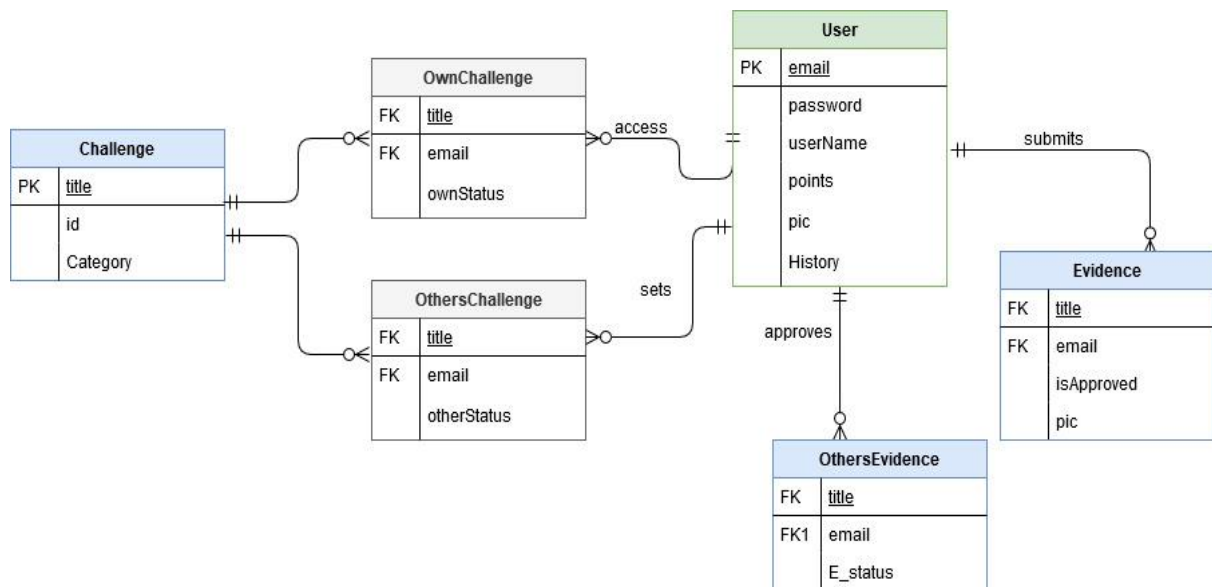 User
PK email
password
userName
points
pic
History
OwnChallenge
FK title
FK email
ownStatus
access
submits
Challenge
PK title
id
Category
OthersChallenge
FK title
FK email
otherStatus
sets
approves
Evidence
FK title
FK email
isApproved
pic
OthersEvidence
FK title
FK1 email
E_status